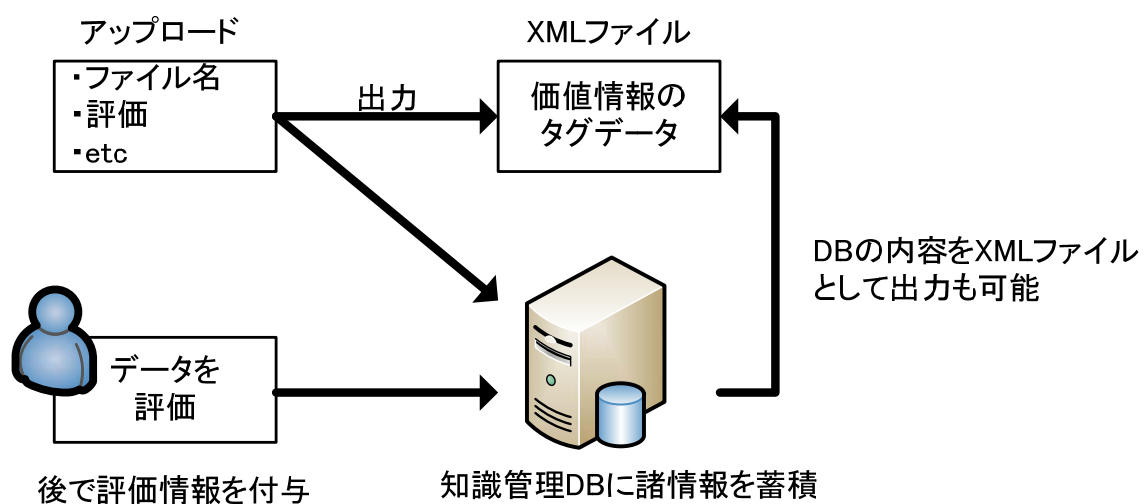 アップロード
・ファイル名
・評価
・etc
出力
XMLファイル
価値情報の
タグデータ
DBの内容をXMLファイル
として出力も可能
データを
評価
後で評価情報を付与
知識管理DBに諸情報を蓄積